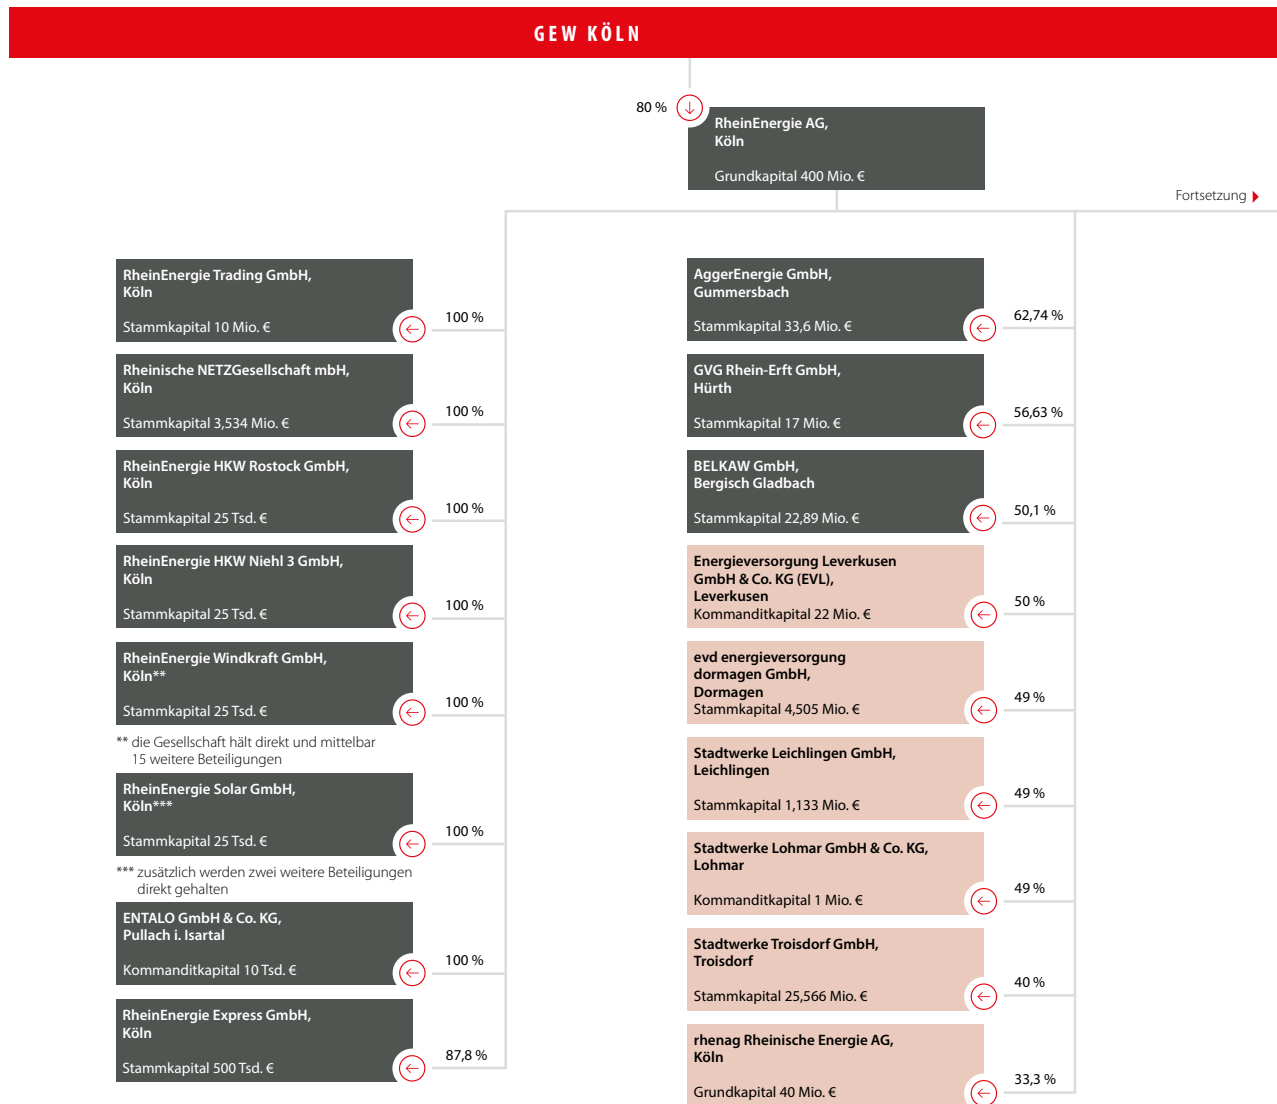 GEW KÖLN
80 %
RheinEnergie AG,
Köln
Grundkapital 400 Mio. €
Fortsetzung
RheinEnergie Trading GmbH,
Köln
Stammkapital 10 Mio. €
100 %
Rheinische NETZGesellschaft mbH,
Köln
Stammkapital 3,534 Mio. €
100 %
RheinEnergie HKW Rostock GmbH,
Köln
Stammkapital 25 Tsd. €
100 %
RheinEnergie HKW Niehl 3 GmbH,
Köln
Stammkapital 25 Tsd. €
100 %
RheinEnergie Windkraft GmbH,
Köln**
Stammkapital 25 Tsd. €
100 %
** die Gesellschaft hält direkt und mittelbar
15 weitere Beteiligungen
RheinEnergie Solar GmbH,
Köln***
Stammkapital 25 Tsd. €
100 %
*** zusätzlich werden zwei weitere Beteiligungen
direkt gehalten
ENTALO GmbH & Co. KG,
Pullach i. Isartal
Kommanditkapital 10 Tsd. €
100 %
RheinEnergie Express GmbH,
Köln
Stammkapital 500 Tsd. €
87,8 %
AggerEnergie GmbH,
Gummersbach
Stammkapital 33,6 Mio. €
62,74 %
GVG Rhein-Erft GmbH,
Hürth
Stammkapital 17 Mio. €
56,63 %
BELKAW GmbH,
Bergisch Gladbach
Stammkapital 22,89 Mio. €
50,1 %
Energieversorgung Leverkusen
GmbH & Co. KG (EVL),
Leverkusen
Kommanditkapital 22 Mio. €
50 %
evd energieversorgung
dormagen GmbH,
Dormagen
Stammkapital 4,505 Mio. €
49 %
Stadtwerke Leichlingen GmbH,
Leichlingen
Stammkapital 1,133 Mio. €
49 %
Stadtwerke Lohmar GmbH & Co. KG,
Lohmar
Kommanditkapital 1 Mio. €
49 %
Stadtwerke Troisdorf GmbH,
Troisdorf
Stammkapital 25,566 Mio. €
40 %
rhenag Rheinische Energie AG,
Köln
Grundkapital 40 Mio. €
33,3 %